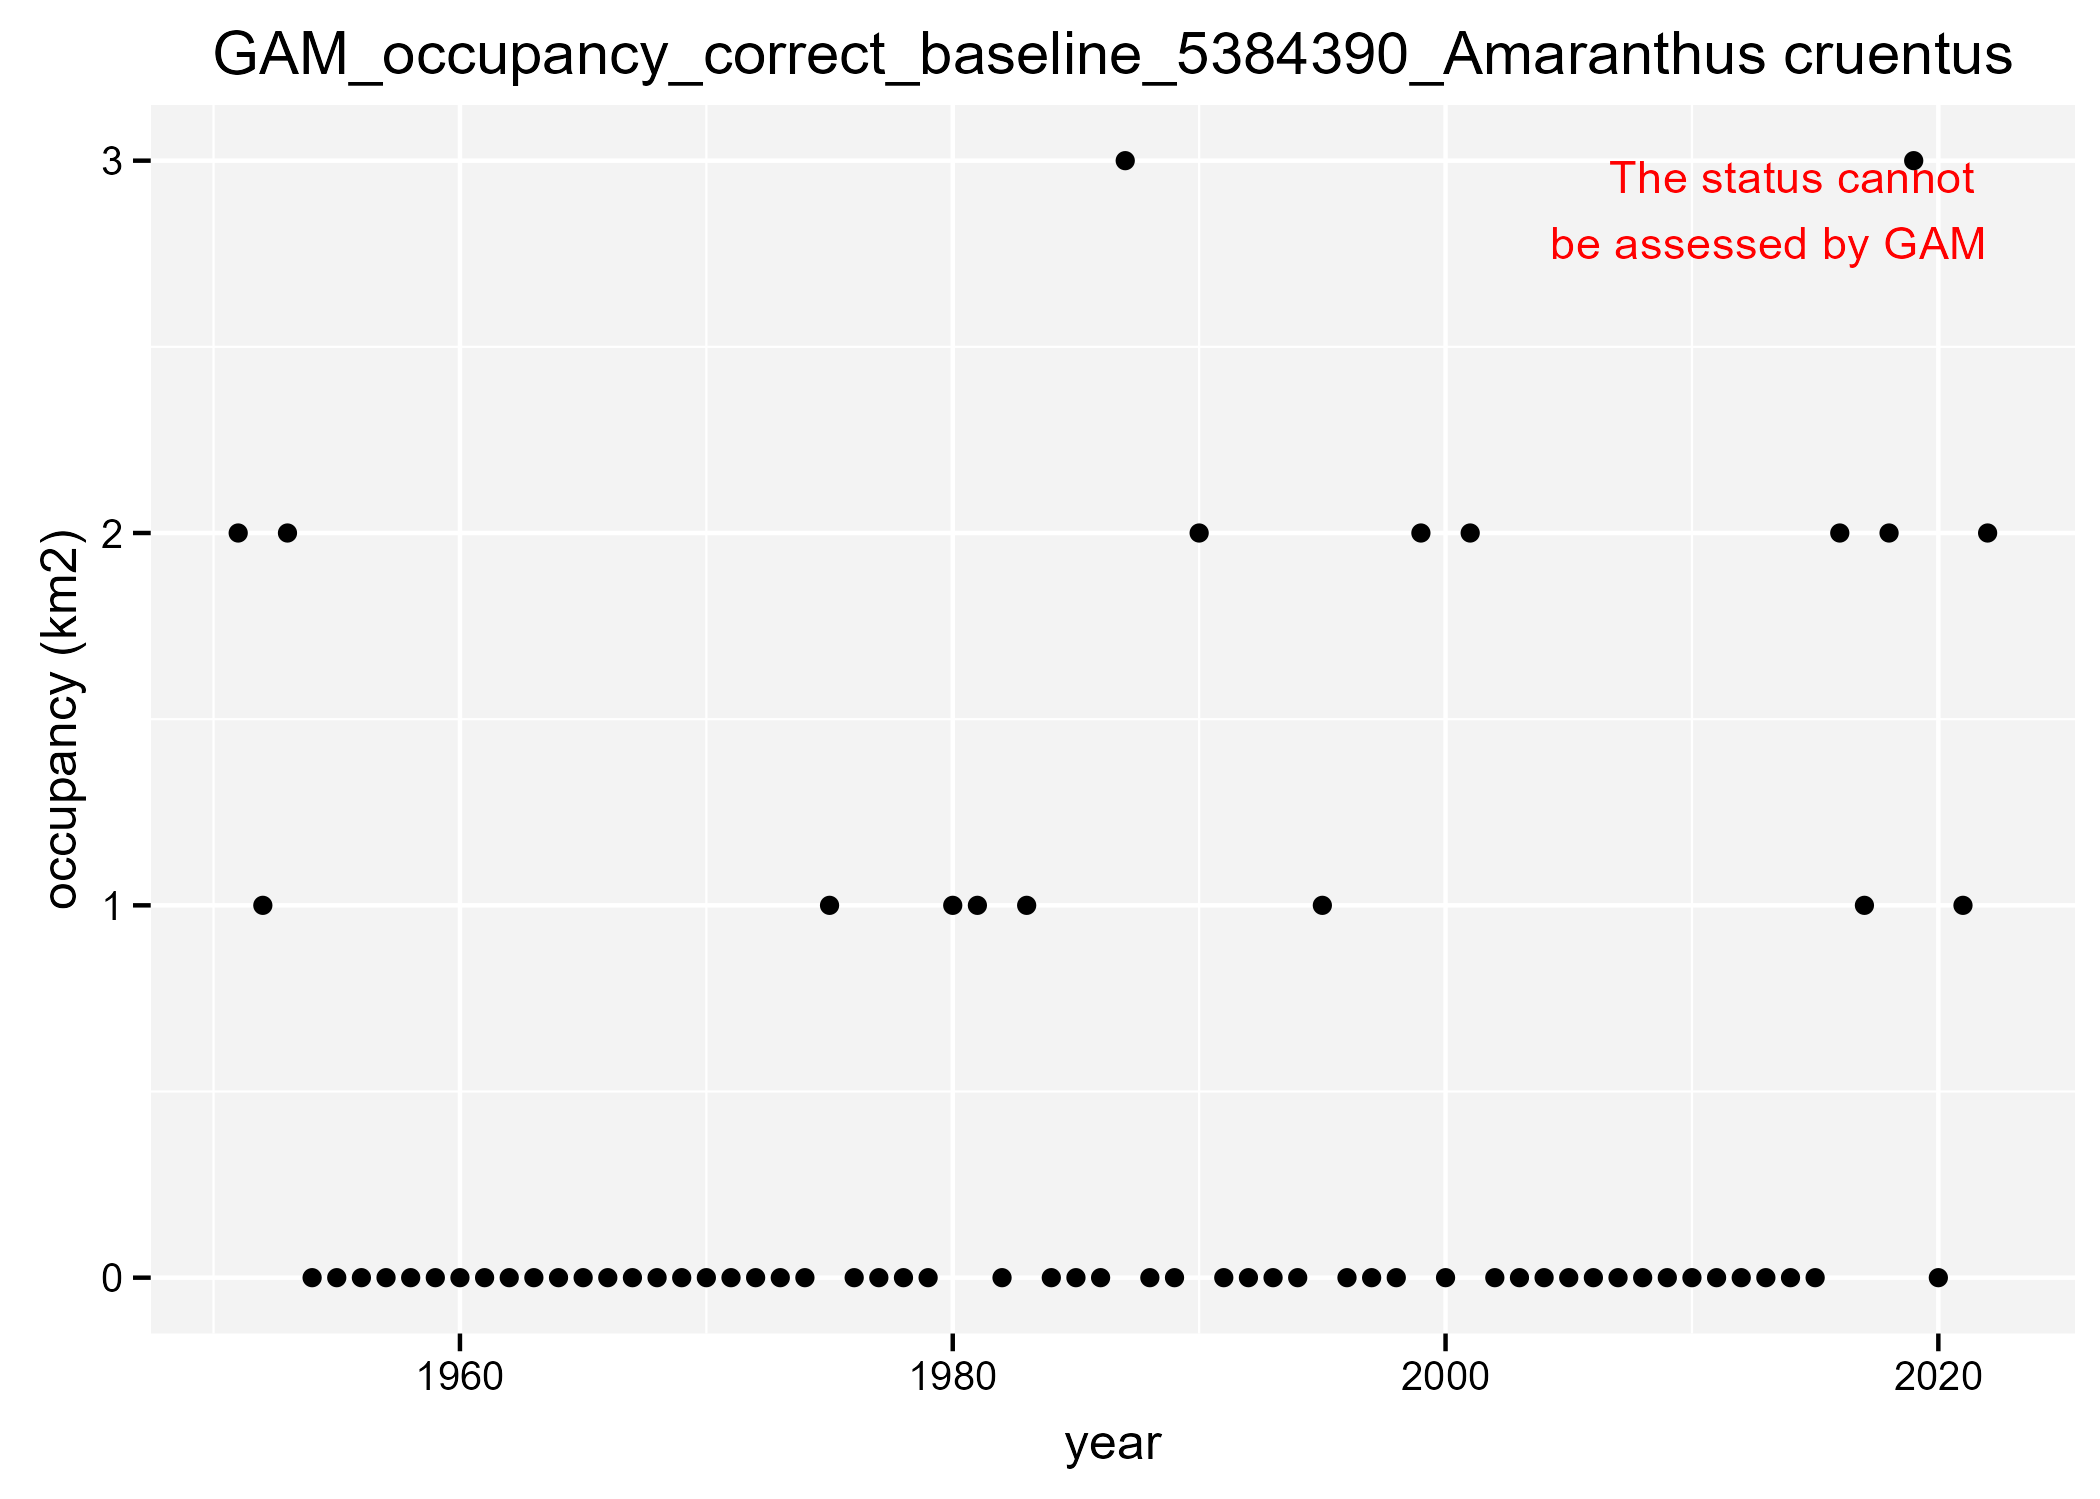 GAM_occupancy_correct_baseline_5384390_Amaranthus cruentus
The status cannot
be assessed by GAM
occupancy (km2)
3
2
1
0
1960 1980 2000 2020
year